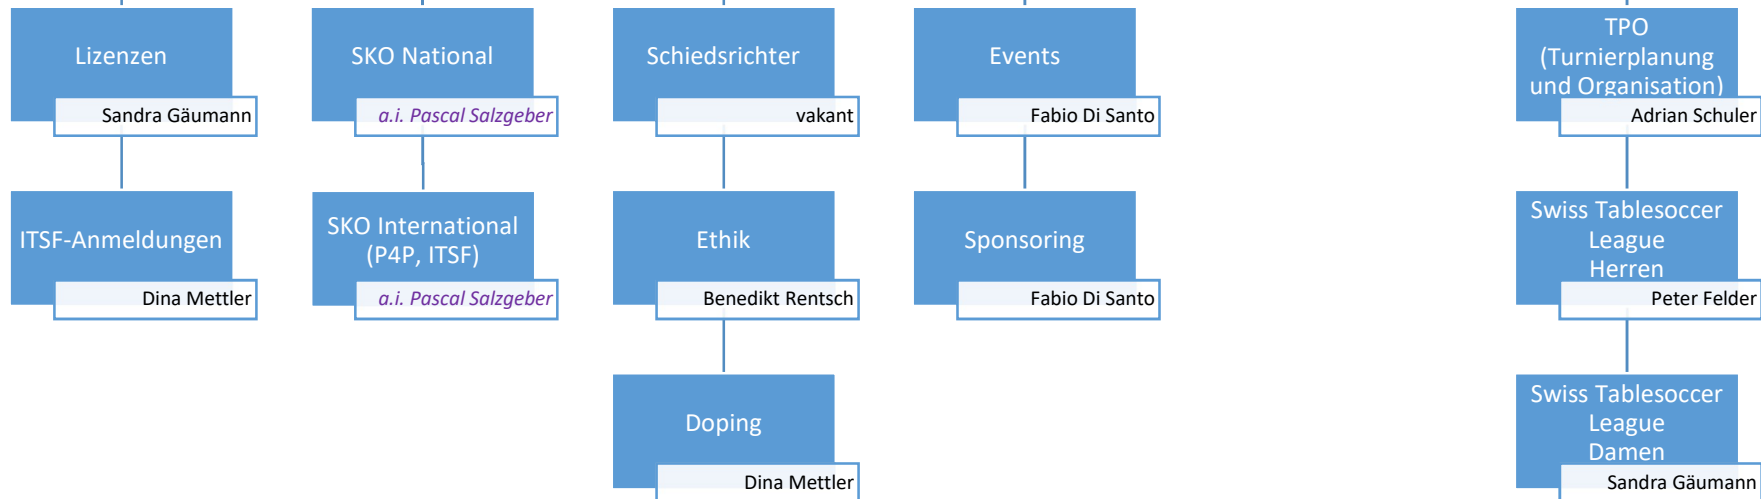 Lizenzen
Sandra Gäumann
SKO National
a.i. Pascal Salzgeber
Schiedsrichter
vakant
Events
Fabio Di Santo
TPO
(Turnierplanung
und Organisation)
Adrian Schuler
ITSF-Anmeldungen
Dina Mettler
SKO International
(P4P, ITSF)
a.i. Pascal Salzgeber
Ethik
Benedikt Rentsch
Sponsoring
Fabio Di Santo
Swiss Tablesoccer
League
Herren
Peter Felder
Doping
Dina Mettler
Swiss Tablesoccer
League
Damen
Sandra Gäumann